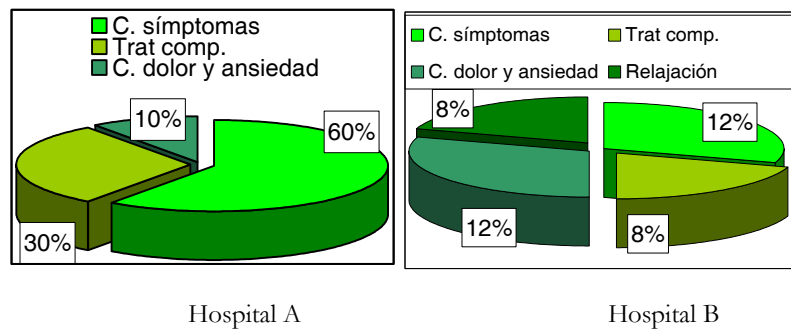 C. símptomas
Trat comp.
C. dolor y ansiedad
10%
60%
30%
C. símptomas Trat comp.
C. dolor y ansiedad Relajación
8%
12%
12%
8%
Hospital A Hospital B